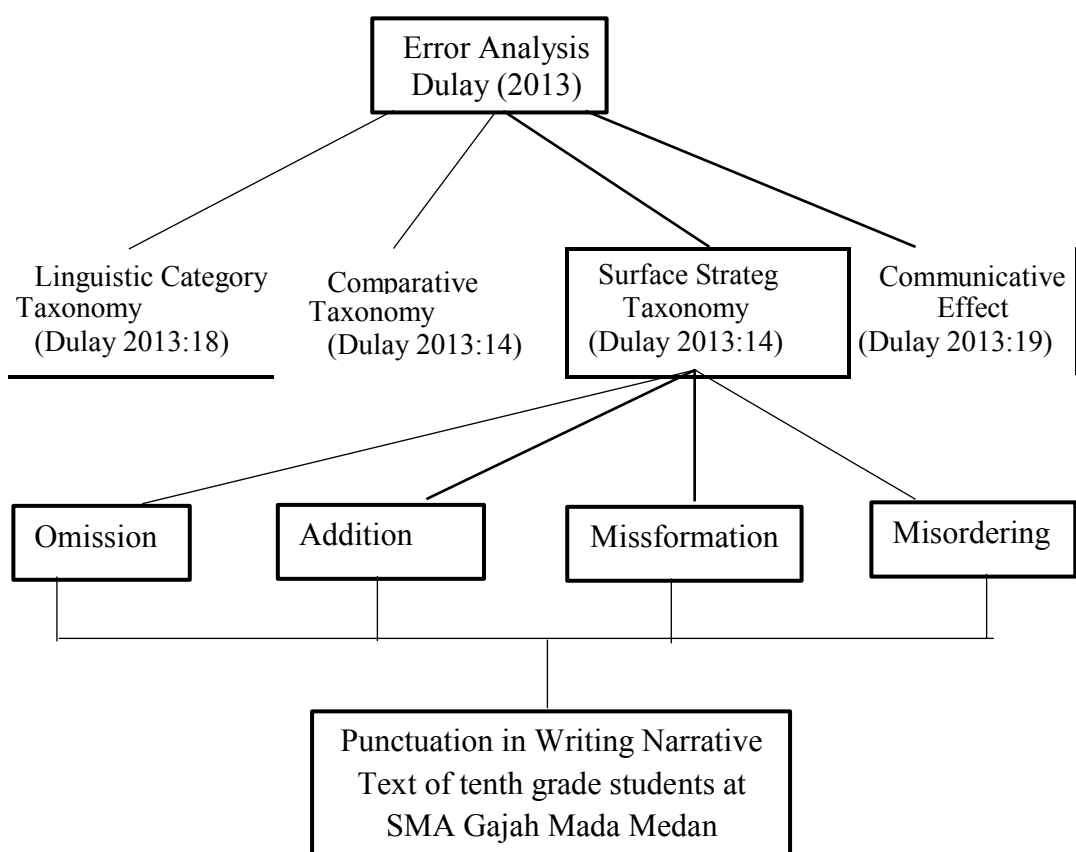 Error Analysis
Dulay (2013)
Linguistic Category
Taxonomy
(Dulay 2013:18)
Comparative
Taxonomy
(Dulay 2013:14)
Surface Strateg
Taxonomy
(Dulay 2013:14)
Communicative
Effect
(Dulay 2013:19)
Omission
Addition
Missformation
Misordering
Punctuation in Writing Narrative
Text of tenth grade students at
SMA Gajah Mada Medan